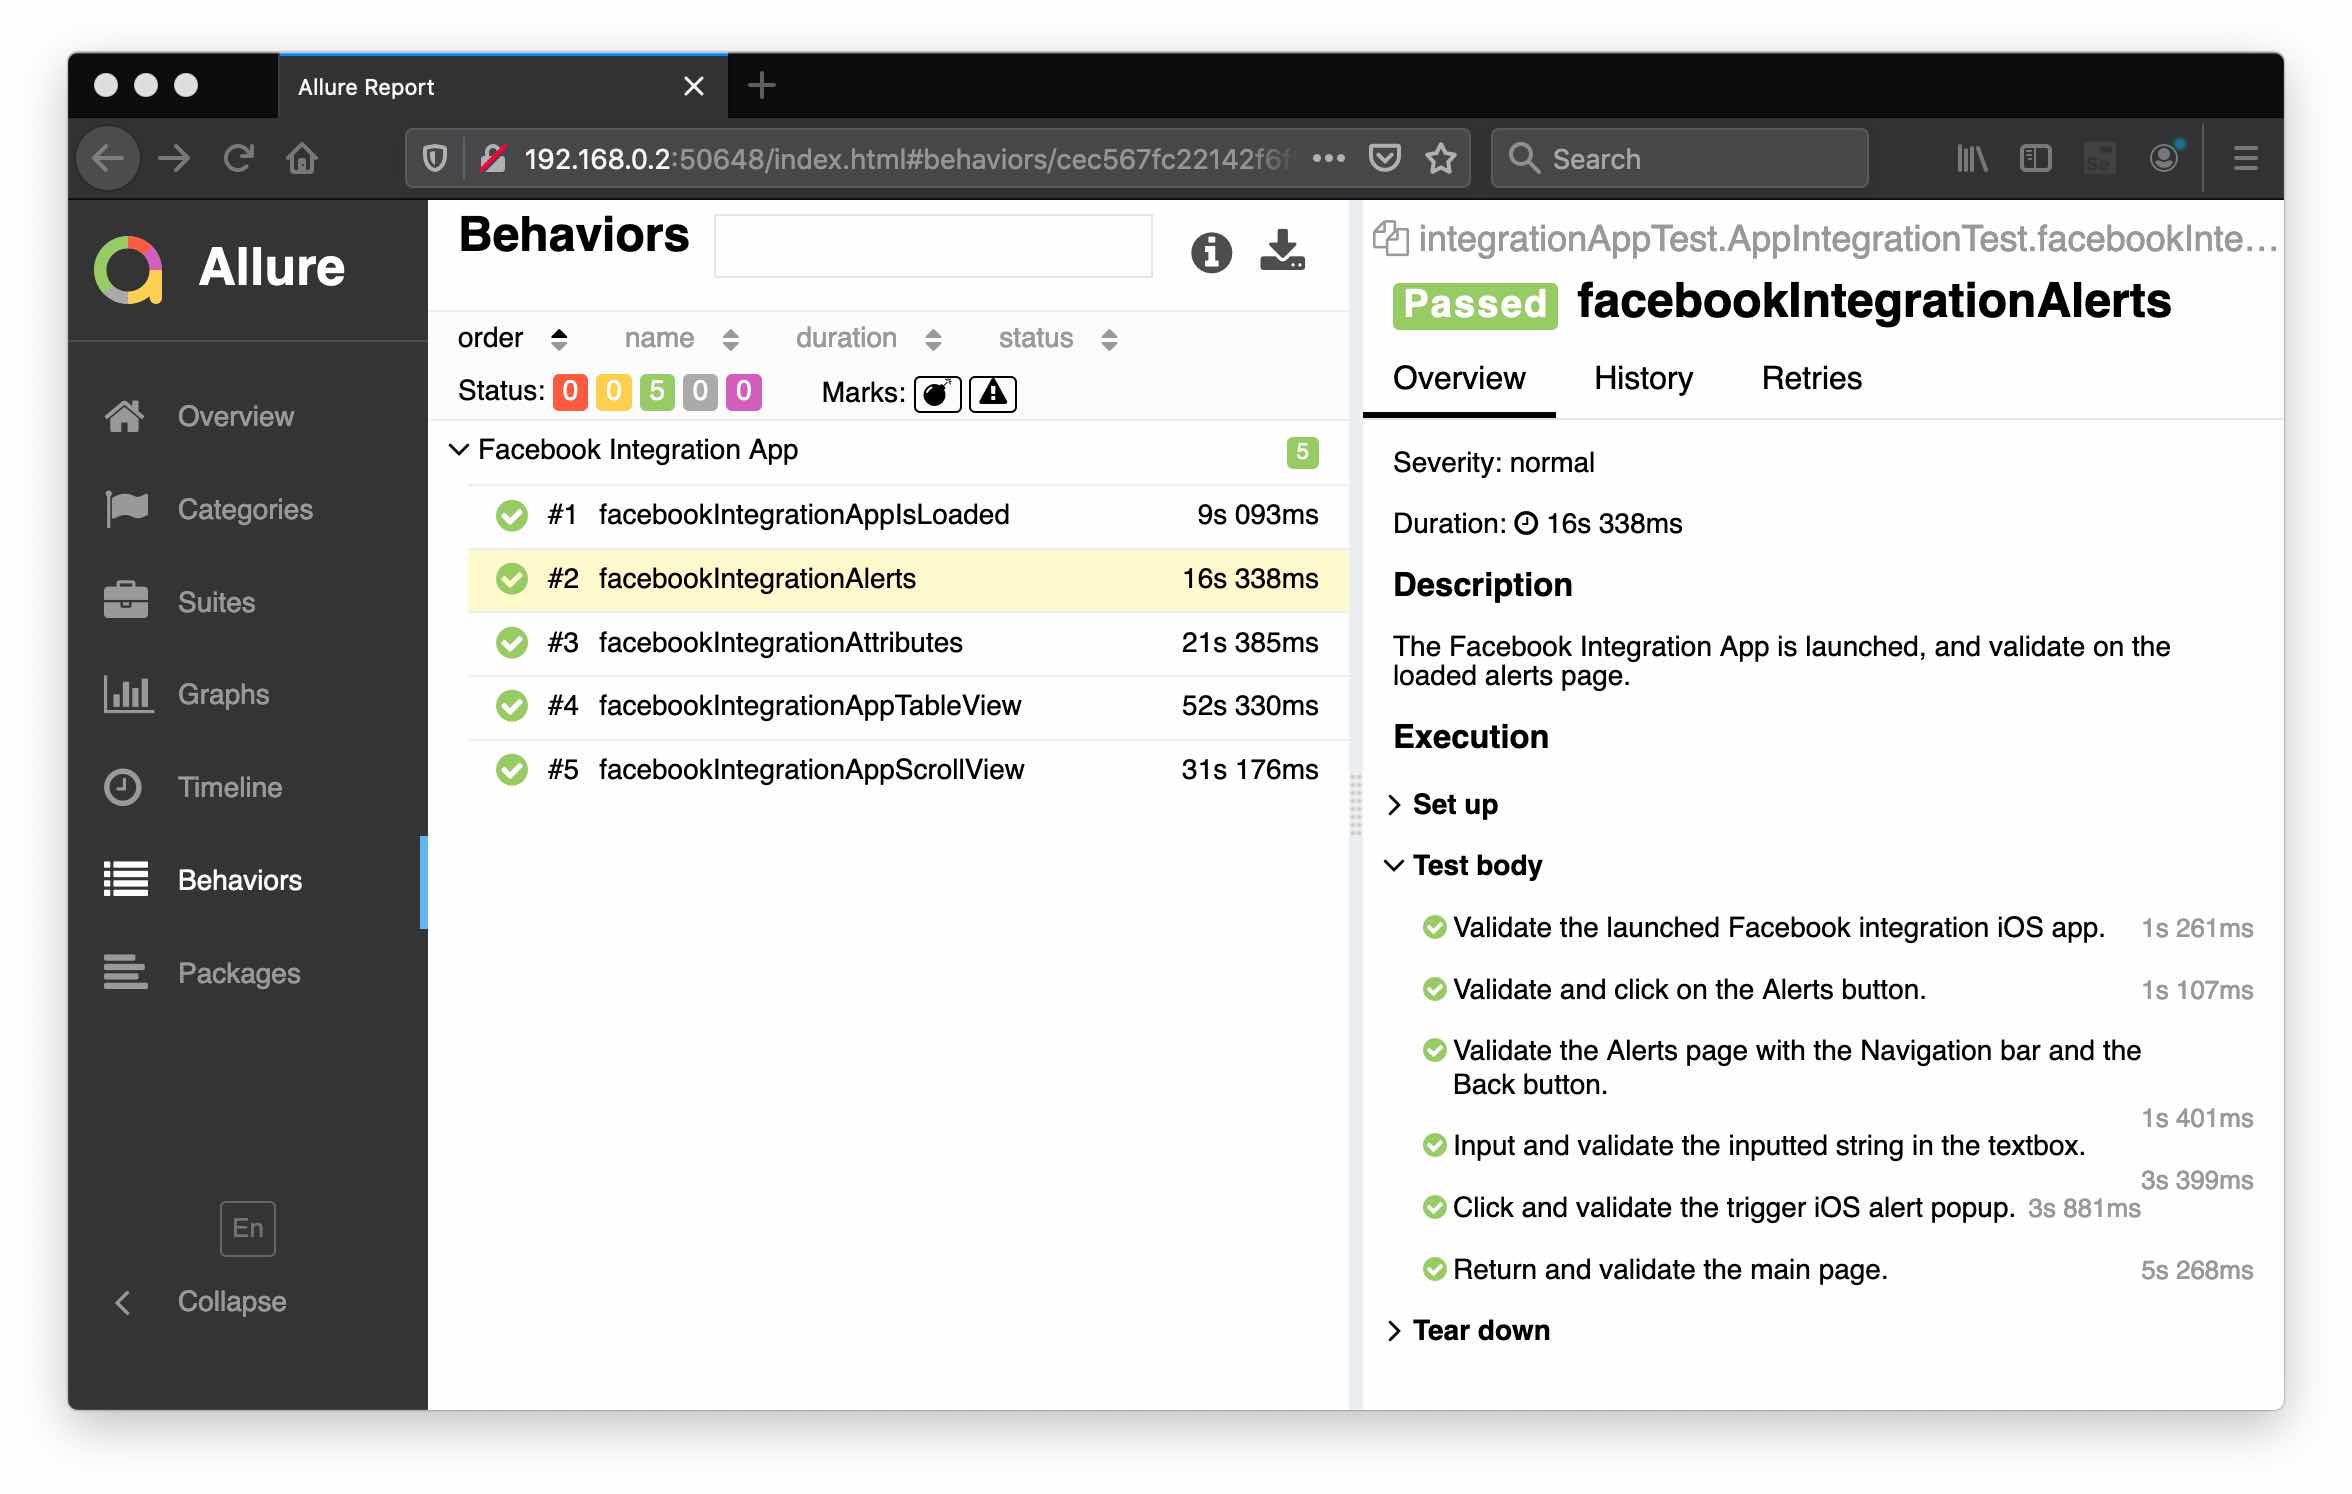 Allure Report
192.168.0.2:50648/index.html#behaviors/cec567fc22142f6f
Search
Se
Allure
Overview
Categories
Suites
Graphs
Timeline
Behaviors
Packages
En
Collapse
Behaviors
order name duration status
Status: 0 0 5 0 0 Marks:
Facebook Integration App 5
#1 facebookIntegrationAppIsLoaded 9s 093ms
#2 facebookIntegrationAlerts 16s 338ms
#3 facebookIntegrationAttributes 21s 385ms
#4 facebookIntegrationAppTableView 52s 330ms
#5 facebookIntegrationAppScrollView 31s 176ms
integrationAppTest.AppIntegrationTest.facebookInte...
Passed facebookIntegrationAlerts
Overview History Retries
Severity: normal
Duration: 16s 338ms
Description
The Facebook Integration App is launched, and validate on the
loaded alerts page.
Execution
Set up
Test body
Validate the launched Facebook integration iOS app. 1s 261ms
Validate and click on the Alerts button. 1s 107ms
Validate the Alerts page with the Navigation bar and the
Back button.
1s 401ms
Input and validate the inputted string in the textbox.
3s 399ms
Click and validate the trigger iOS alert popup. 3s 881ms
Return and validate the main page. 5s 268ms
Tear down